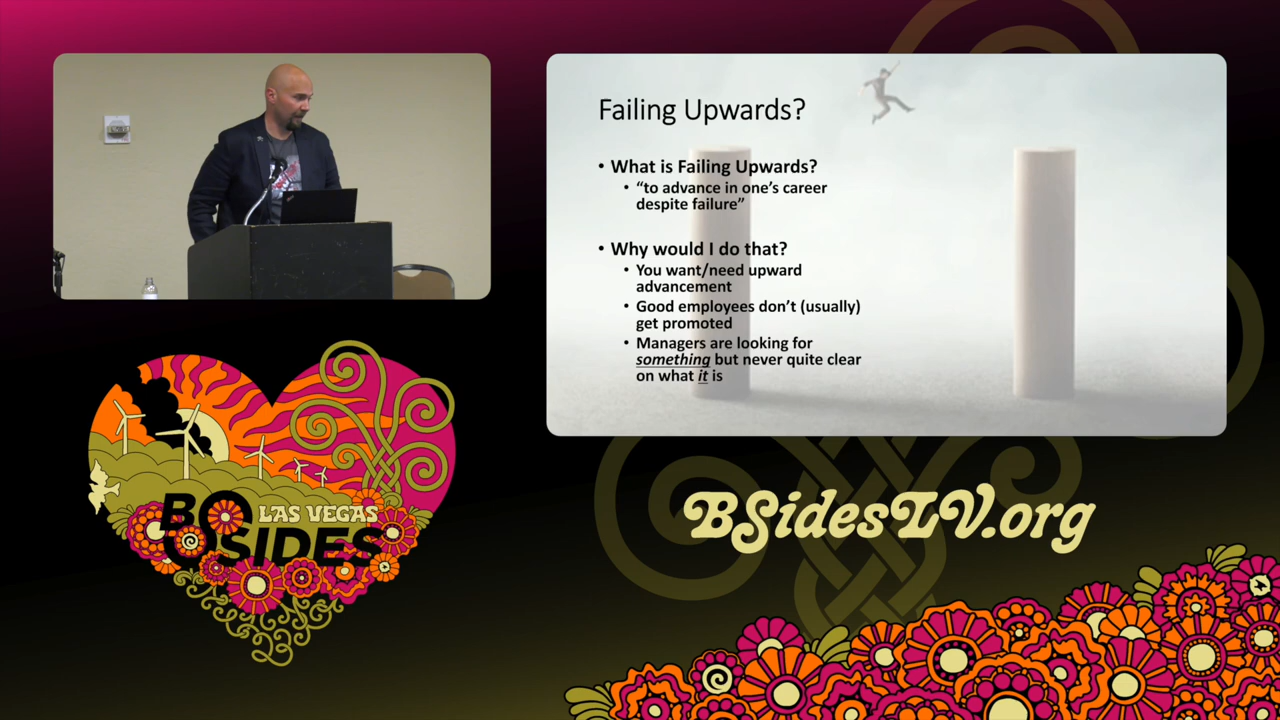 Failing Upwards?
• What is Failing Upwards?
• “to advance in one’s career
despite failure”
• Why would I do that?
• You want/need upward
advancement
• Good employees don’t (usually)
get promoted
• Managers are looking for
something but never quite clear
on what it is
BSidesLV.org
LAS VEGAS
BSIDES
23